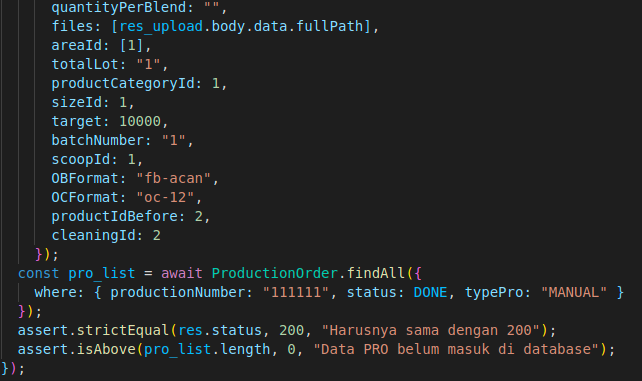 quantityPerBlend: "",
files: [res_upload.body.data.fullPath],
areaId: [1],
totalLot: "1",
productCategoryId: 1,
sizeId: 1,
target: 10000,
batchNumber: "1",
scoopId: 1,
OBFormat: "fb-acan",
OCFormat: "oc-12",
productIdBefore: 2,
cleaningId: 2
});
const pro_list = await ProductionOrder.findAll({
where: { productionNumber: "111111", status: DONE, typePro: "MANUAL" }
});
assert.strictEqual(res.status, 200, "Harusnya sama dengan 200");
assert.isAbove(pro_list.length, 0, "Data PRO belum masuk di database");
});